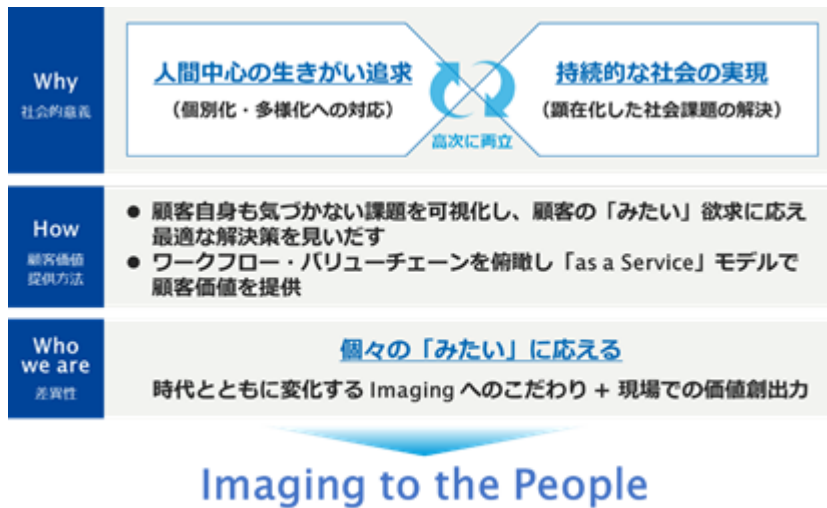 Why
社会的意義
人間中心の生きがい追求
(個別化・多様化への対応)
高次に両立
持続的な社会の実現
(顕在化した社会課題の解決)
How
顧客価値
提供方法
● 顧客自身も気づかない課題を可視化し、顧客の「みたい」欲求に応え
最適な解決策を見いだす
● ワークフロー・バリューチェーンを俯瞰し「as a Service」モデルで
顧客価値を提供
Who
we are
差異性
個々の「みたい」に応える
時代とともに変化する Imaging へのこだわり + 現場での価値創出力
Imaging to the People